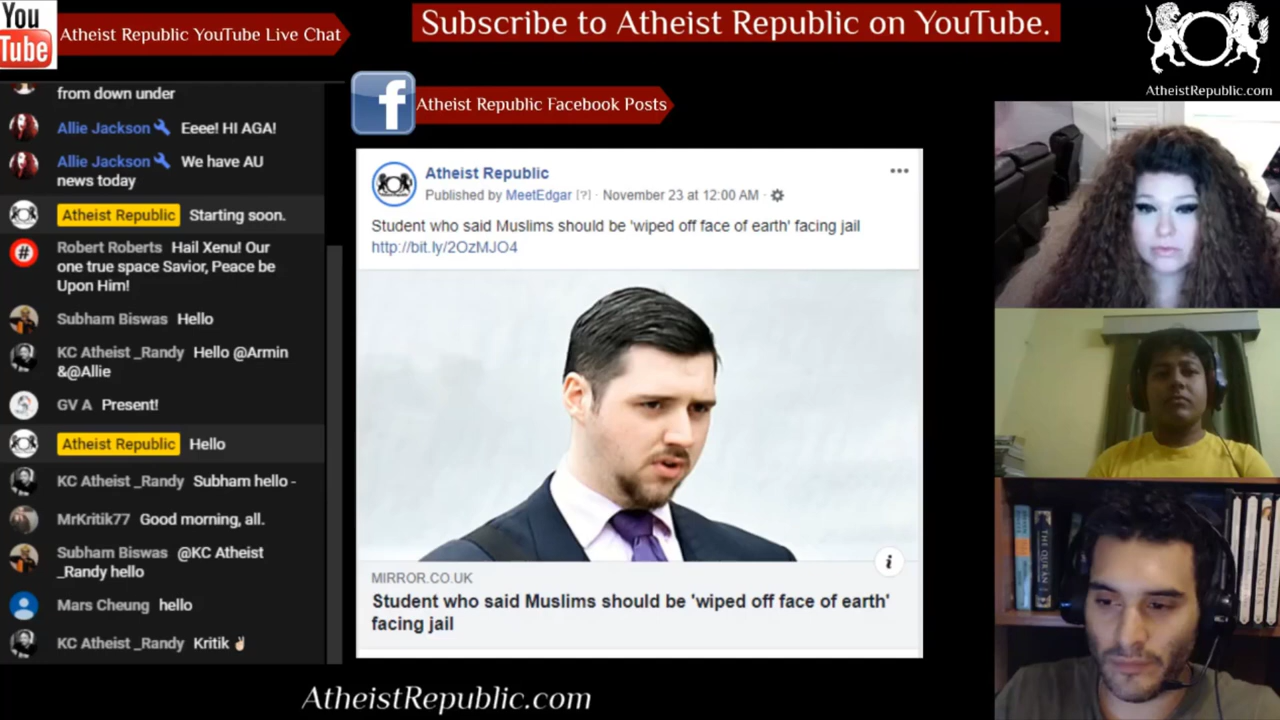 You
Tube
Atheist Republic YouTube Live Chat
Subscribe to Atheist Republic on YouTube.
AtheistRepublic.com
f
Atheist Republic Facebook Posts
from down under
Allie Jackson Eeee! HI AGA!
Allie Jackson We have AU
news today
Atheist Republic Starting soon.
# Robert Roberts Hail Xenu! Our
one true space Savior, Peace be
Upon Him!
Subham Biswas Hello
KC Atheist _Randy Hello @Armin
&@Allie
GV A Present!
Atheist Republic Hello
KC Atheist _Randy Subham hello -
MrKritik77 Good morning, all.
Subham Biswas @KC Atheist
_Randy hello
Mars Cheung hello
KC Atheist _Randy Kritik ✌🏻
Atheist Republic
Published by MeetEdgar [?] · November 23 at 12:00 AM ·
Student who said Muslims should be 'wiped off face of earth' facing jail
http://bit.ly/2OzMJO4
i
MIRROR.CO.UK
Student who said Muslims should be 'wiped off face of earth'
facing jail
THE QUR'AN
AtheistRepublic.com